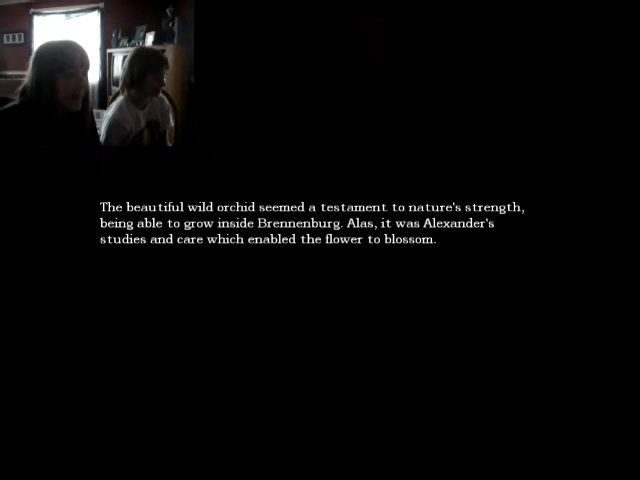 The beautiful wild orchid seemed a testament to nature's strength,
being able to grow inside Brennenburg. Alas, it was Alexander's
studies and care which enabled the flower to blossom.